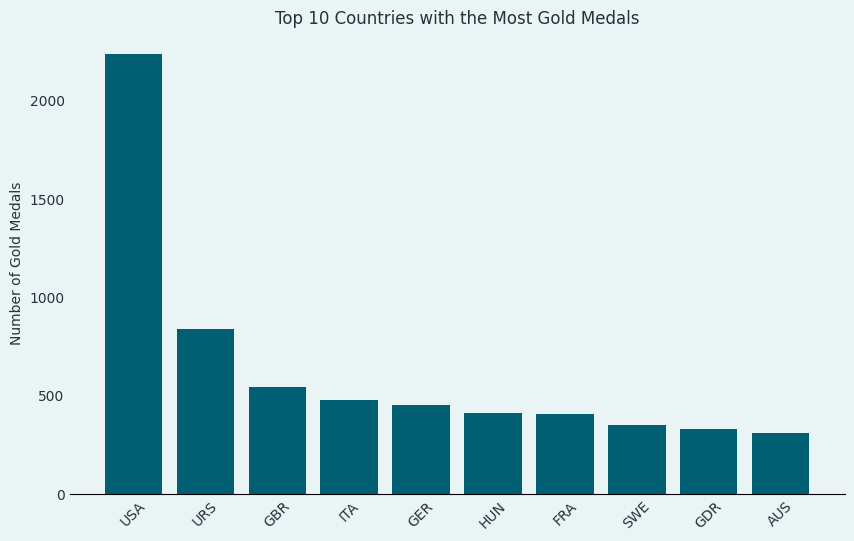 Top 10 Countries with the Most Gold Medals
Number of Gold Medals
2000
1500
1000
500
0
USA
URS
GBR
ITA
GER
HUN
FRA
SWE
GDR
AUS